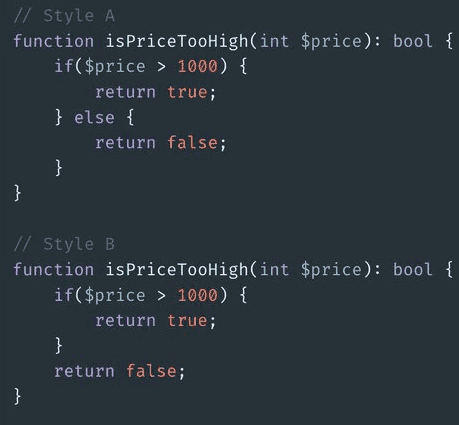 // Style A
function isPriceTooHigh(int $price): bool {
    if($price > 1000) {
        return true;
    } else {
        return false;
    }
}

// Style B
function isPriceTooHigh(int $price): bool {
    if($price > 1000) {
        return true;
    }
    return false;
}